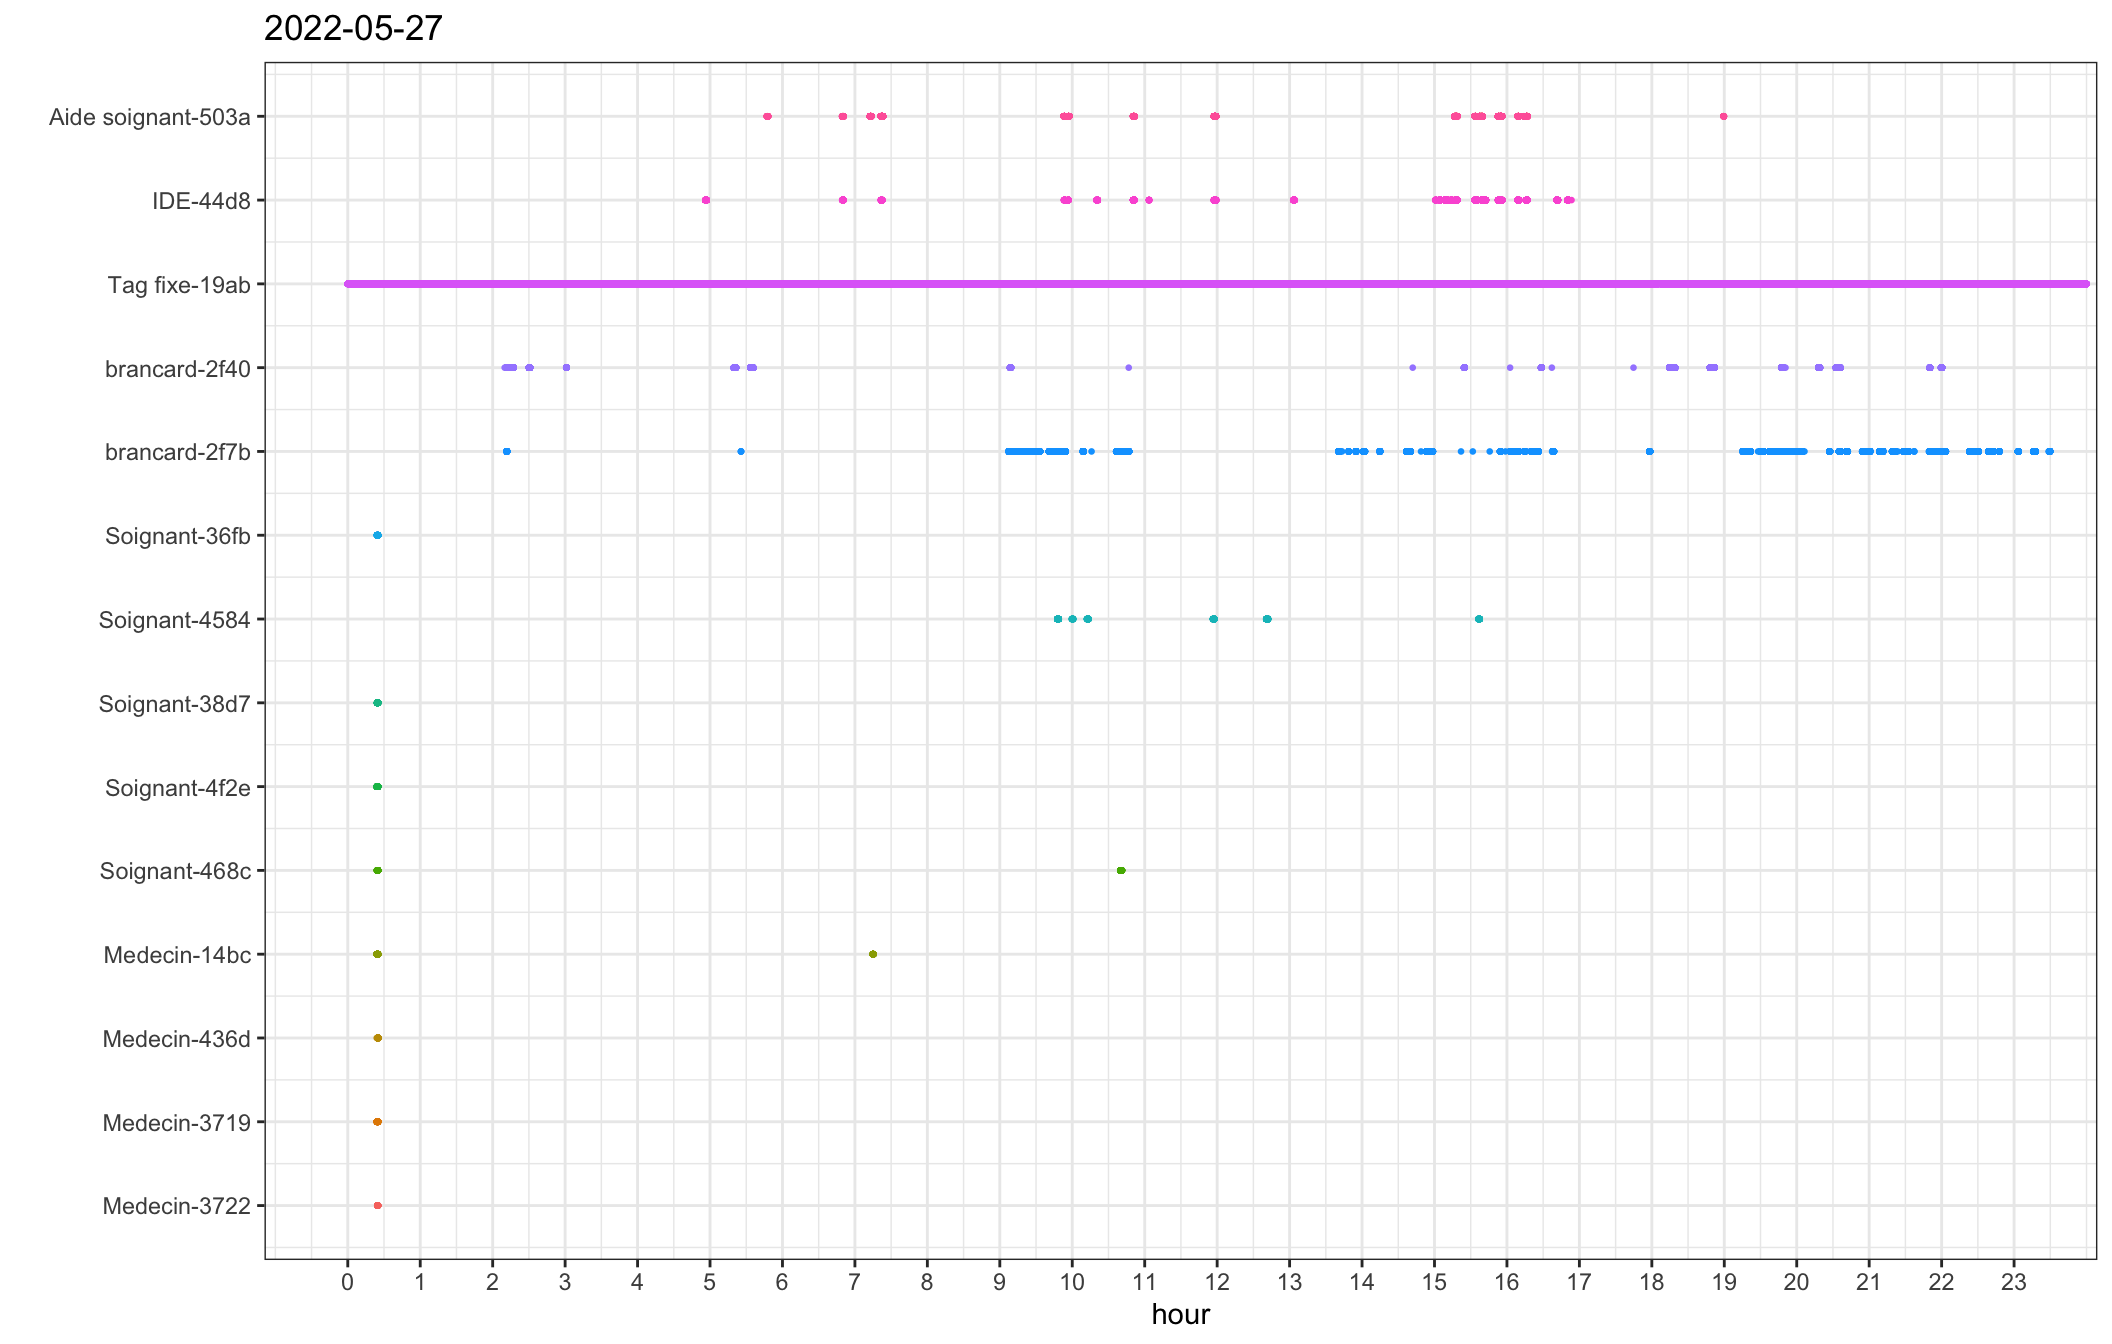 2022-05-27
Aide soignant-503a
IDE-44d8
Tag fixe-19ab
brancard-2f40
brancard-2f7b
Soignant-36fb
Soignant-4584
Soignant-38d7
Soignant-4f2e
Soignant-468c
Medecin-14bc
Medecin-436d
Medecin-3719
Medecin-3722
0 1 2 3 4 5 6 7 8 9 10 11 12 13 14 15 16 17 18 19 20 21 22 23
hour